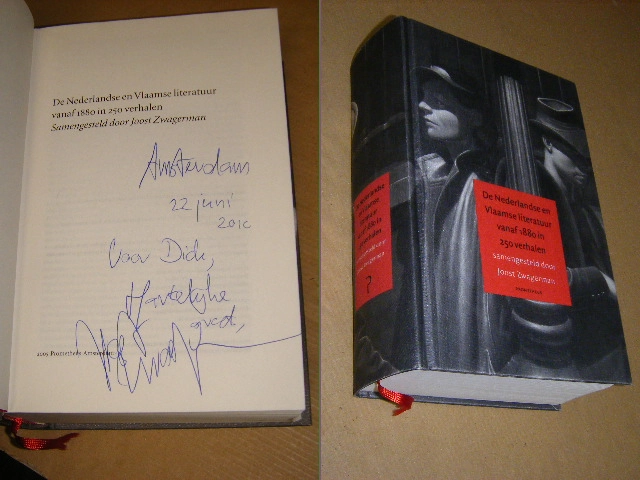 De Nederlandse en Vlaamse literatuur
vanaf 1880 in 250 verhalen
Samengesteld door Joost Zwagerman
Amsterdam
22 juni
2010
Voor Dick,
Hartelijke
groet,
2005 Prometheus Amsterdam
De Nederlandse en
Vlaamse literatuur
vanaf 1880 in
250 verhalen
samengesteld door
Joost Zwagerman
PROMETHEUS